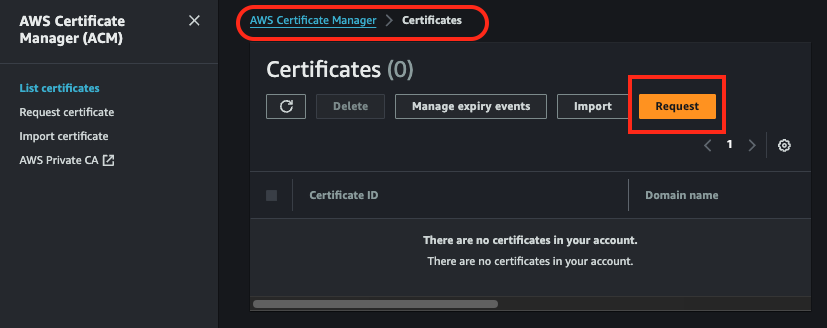 AWS Certificate
Manager (ACM)
List certificates
Request certificate
Import certificate
AWS Private CA
AWS Certificate Manager > Certificates
Certificates (0)
Delete Manage expiry events Import Request
1
Certificate ID Domain name
There are no certificates in your account.
There are no certificates in your account.